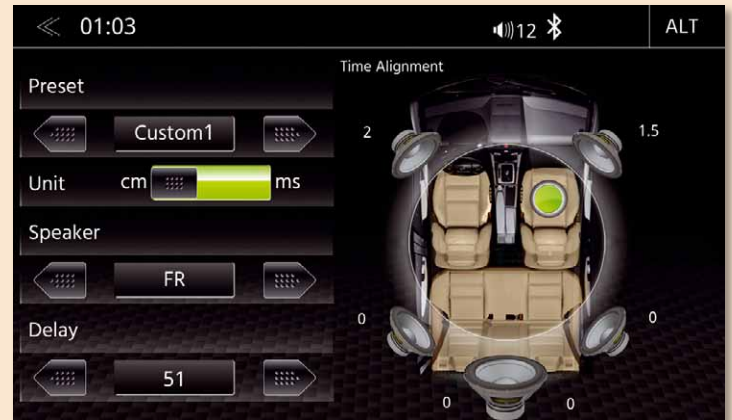 01:03
12
ALT
Time Alignment
Preset
Custom1
2
1.5
Unit
cm
ms
Speaker
FR
Delay
0
0
51
0
0